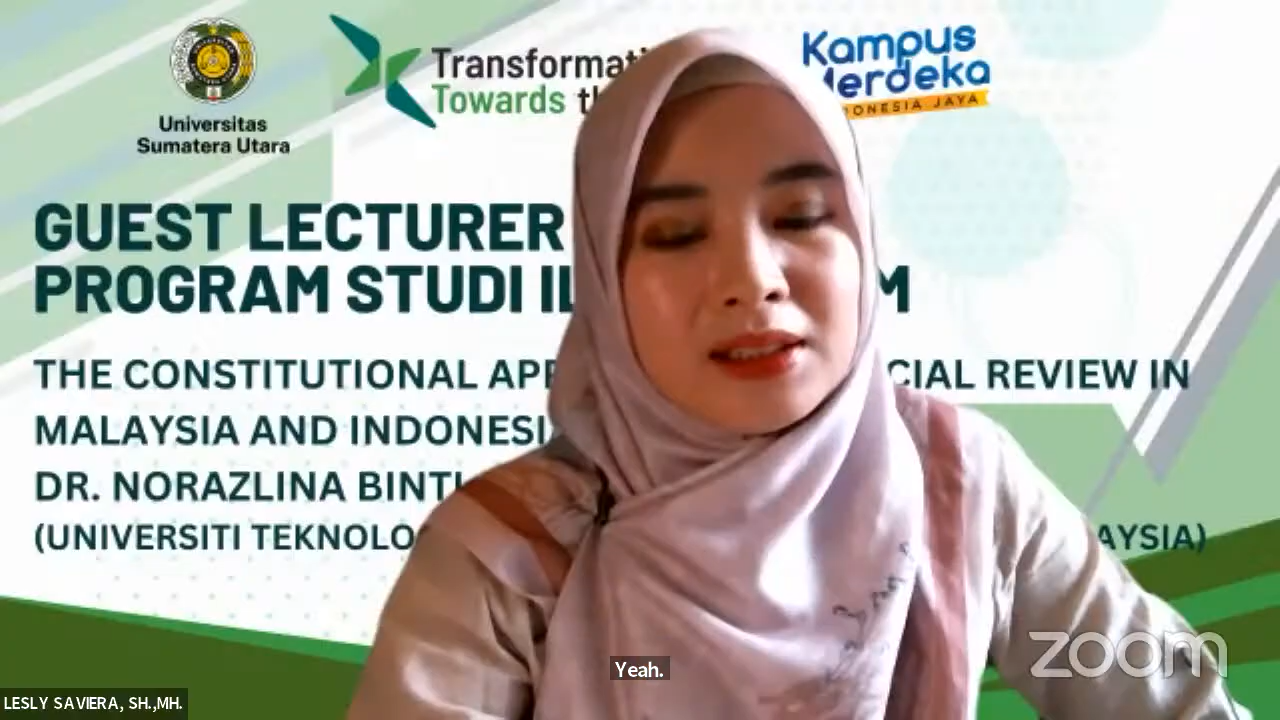 Universitas
Sumatera Utara
Transformati
Towards th
Kampus
Merdeka
ONESIA JAYA
GUEST LECTURER
PROGRAM STUDI IL M
THE CONSTITUTIONAL APP CIAL REVIEW IN
MALAYSIA AND INDONESI
DR. NORAZLINA BINTI
(UNIVERSITI TEKNOLO AYSIA)
Yeah.
zoom
LESLY SAVIERA, SH.,MH.